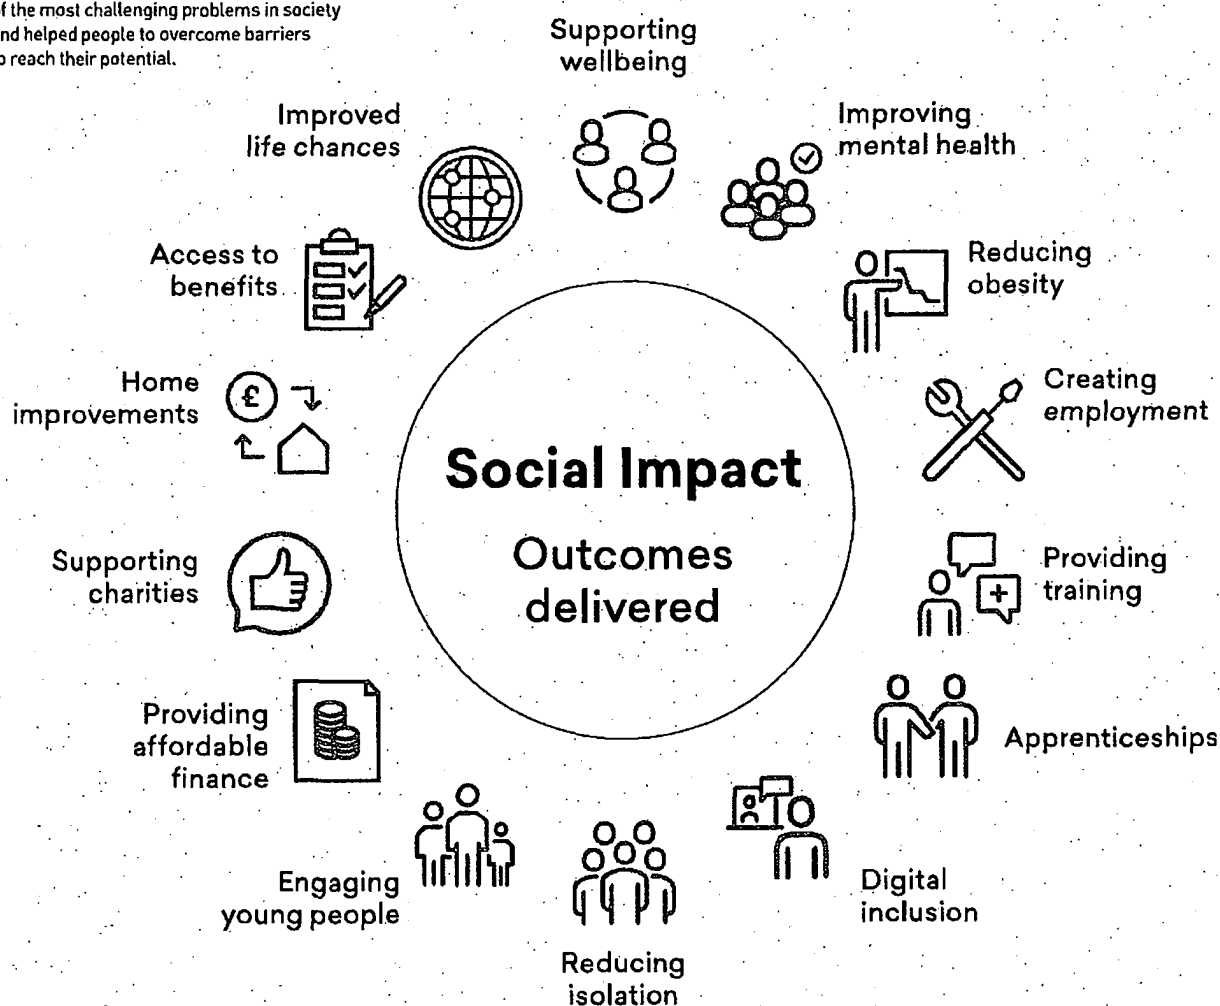 of the most challenging problems in society
nd helped people to overcome barriers
o reach their potential.
Supporting
wellbeing
Improving
mental health
Reducing
obesity
Creating
employment
Providing
training
Apprenticeships
Digital
inclusion
Reducing
isolation
Engaging
young people
Providing
affordable
finance
Supporting
charities
Home
improvements
£
Access to
benefits
Improved
life chances
Social Impact
Outcomes
delivered